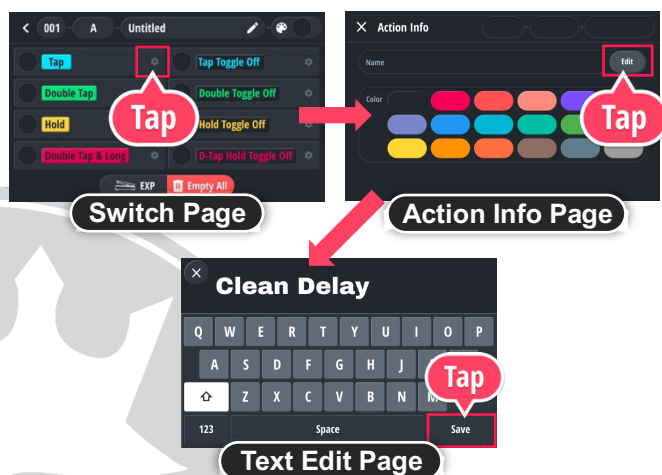 001 A Untitled
Tap
Tap Toggle Off
Double Tap
Double Toggle Off
Hold
Hold Toggle Off
Double Tap & Long
D-Tap Hold Toggle Off
EXP
Empty All
Tap
Switch Page
Action Info
Name
Edit
Color
Tap
Action Info Page
Clean Delay
Q W E R T Y U I O P
A S D F G H J
Z X C V B N M
123 Space Save
Tap
Text Edit Page